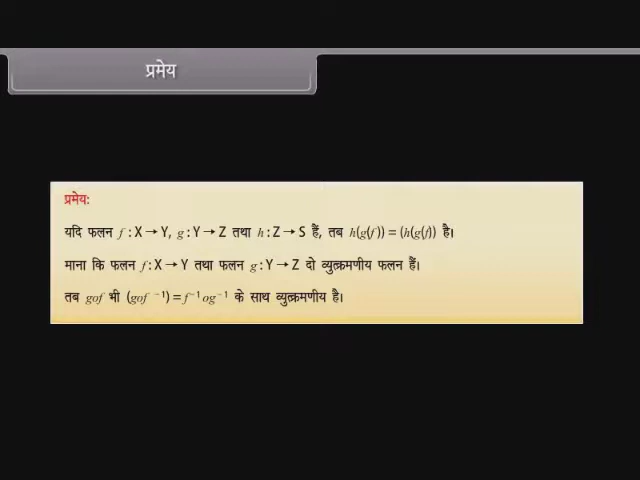 प्रमेय
प्रमेय:
यदि फलन f : X → Y, g : Y → Z तथा h : Z → S हैं, तब h(g(f)) = (h(g(f)) है।
माना कि फलन f : X → Y तथा फलन g : Y → Z दो व्युत्क्रमणीय फलन हैं।
तब gof भी (gof ⁻¹) = f⁻¹og⁻¹ के साथ व्युत्क्रमणीय है।